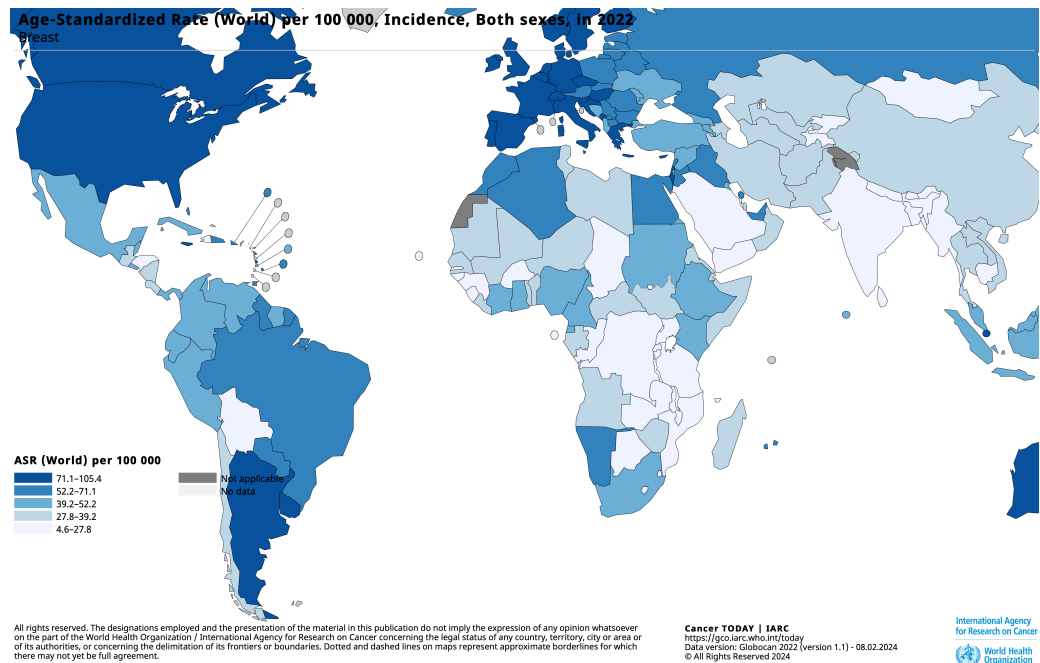 Age-Standardized Rate (World) per 100 000, Incidence, Both sexes, in 2022
Breast
ASR (World) per 100 000
71.1–105.4
52.2–71.1
39.2–52.2
27.8–39.2
4.6–27.8
Not applicable
No data
All rights reserved. The designations employed and the presentation of the material in this publication do not imply the expression of any opinion whatsoever
on the part of the World Health Organization / International Agency for Research on Cancer concerning the legal status of any country, territory, city or area or
of its authorities, or concerning the delimitation of its frontiers or boundaries. Dotted and dashed lines on maps represent approximate borderlines for which
there may not yet be full agreement.
Cancer TODAY | IARC
https://gco.iarc.who.int/today
Data version: Globocan 2022 (version 1.1) - 08.02.2024
© All Rights Reserved 2024
International Agency
for Research on Cancer
World Health
Organization